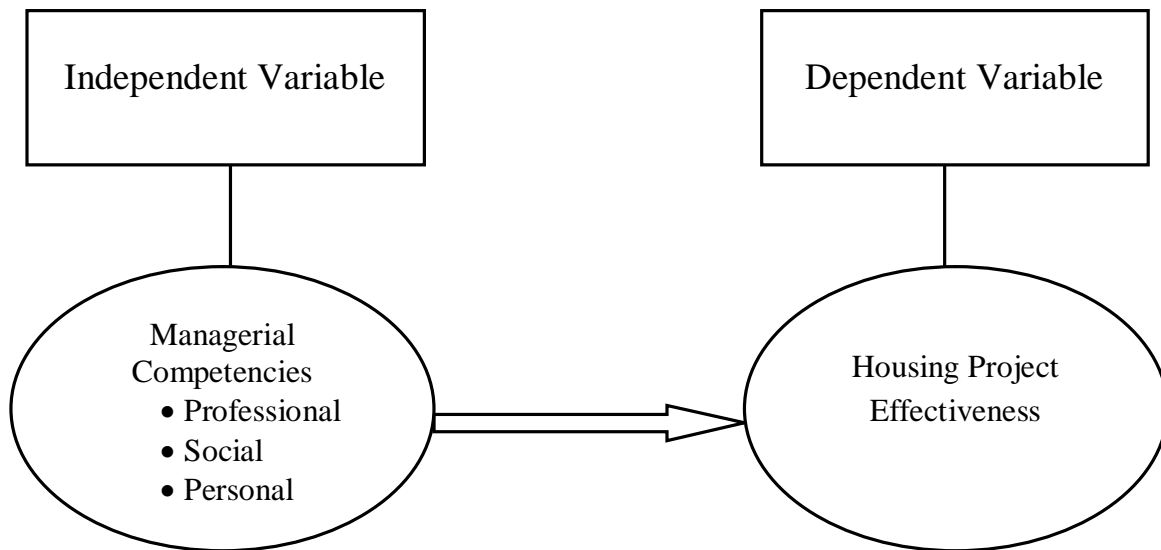 Independent Variable
Dependent Variable
Managerial
Competencies
• Professional
• Social
• Personal
Housing Project
Effectiveness